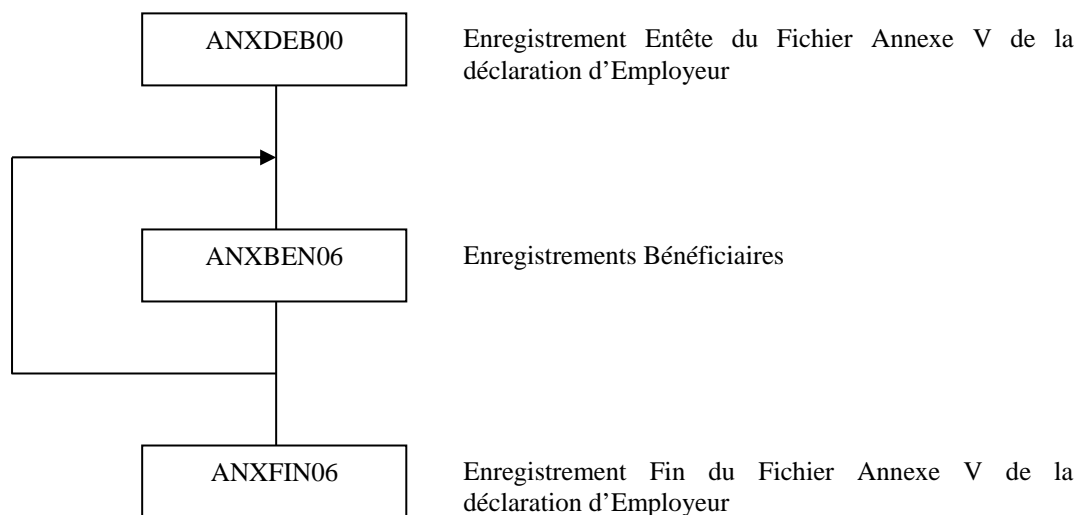 ANXDEB00
Enregistrement Entête du Fichier Annexe V de la
déclaration d'Employeur
ANXBEN06
Enregistrements Bénéficiaires
ANXFIN06
Enregistrement Fin du Fichier Annexe V de la
déclaration d'Employeur